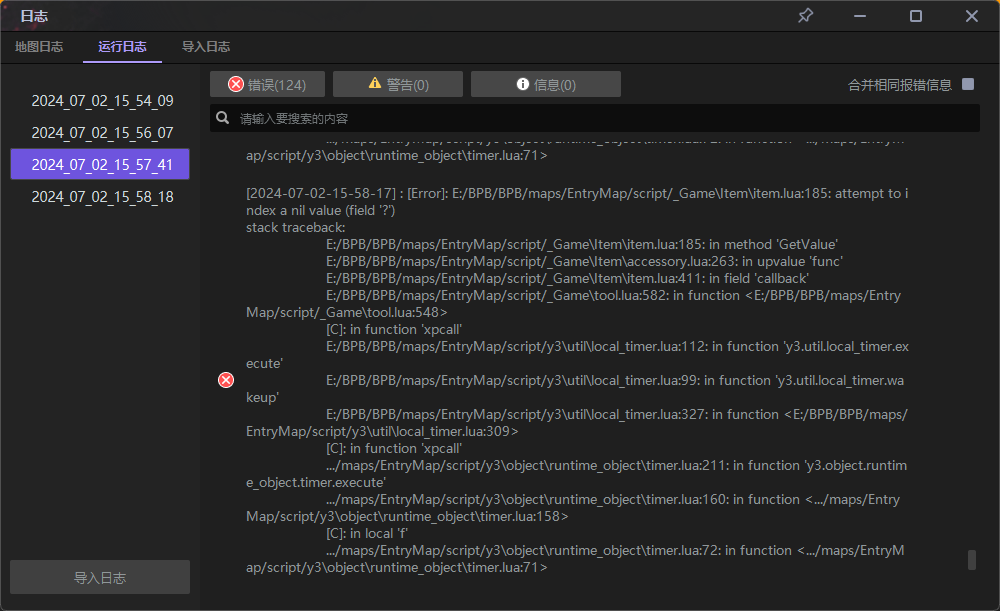 日志
地图日志 运行日志 导入日志
错误(124) 警告(0) 信息(0) 合并相同报错信息
请输入要搜索的内容
2024_07_02_15_54_09
2024_07_02_15_56_07
2024_07_02_15_57_41
2024_07_02_15_58_18
ap/script/y3\object\runtime_object\timer.lua:71>
[2024-07-02-15-58-17] : [Error]: E:/BPB/BPB/maps/EntryMap/script/_Game\Item\item.lua:185: attempt to i
ndex a nil value (field '?')
stack traceback:
E:/BPB/BPB/maps/EntryMap/script/_Game\Item\item.lua:185: in method 'GetValue'
E:/BPB/BPB/maps/EntryMap/script/_Game\Item\accessory.lua:263: in upvalue 'func'
E:/BPB/BPB/maps/EntryMap/script/_Game\Item\item.lua:411: in field 'callback'
E:/BPB/BPB/maps/EntryMap/script/_Game\tool.lua:582: in function <E:/BPB/BPB/maps/Entry
Map/script/_Game\tool.lua:548>
[C]: in function 'xpcall'
E:/BPB/BPB/maps/EntryMap/script/y3\util\local_timer.lua:112: in function 'y3.util.local_timer.ex
ecute'
E:/BPB/BPB/maps/EntryMap/script/y3\util\local_timer.lua:99: in function 'y3.util.local_timer.wa
keup'
E:/BPB/BPB/maps/EntryMap/script/y3\util\local_timer.lua:327: in function <E:/BPB/BPB/maps/
EntryMap/script/y3\util\local_timer.lua:309>
[C]: in function 'xpcall'
.../maps/EntryMap/script/y3\object\runtime_object\timer.lua:211: in function 'y3.object.runtim
e_object.timer.execute'
.../maps/EntryMap/script/y3\object\runtime_object\timer.lua:160: in function <.../maps/Entry
Map/script/y3\object\runtime_object\timer.lua:158>
[C]: in local 'f'
.../maps/EntryMap/script/y3\object\runtime_object\timer.lua:72: in function <.../maps/EntryM
ap/script/y3\object\runtime_object\timer.lua:71>
导入日志